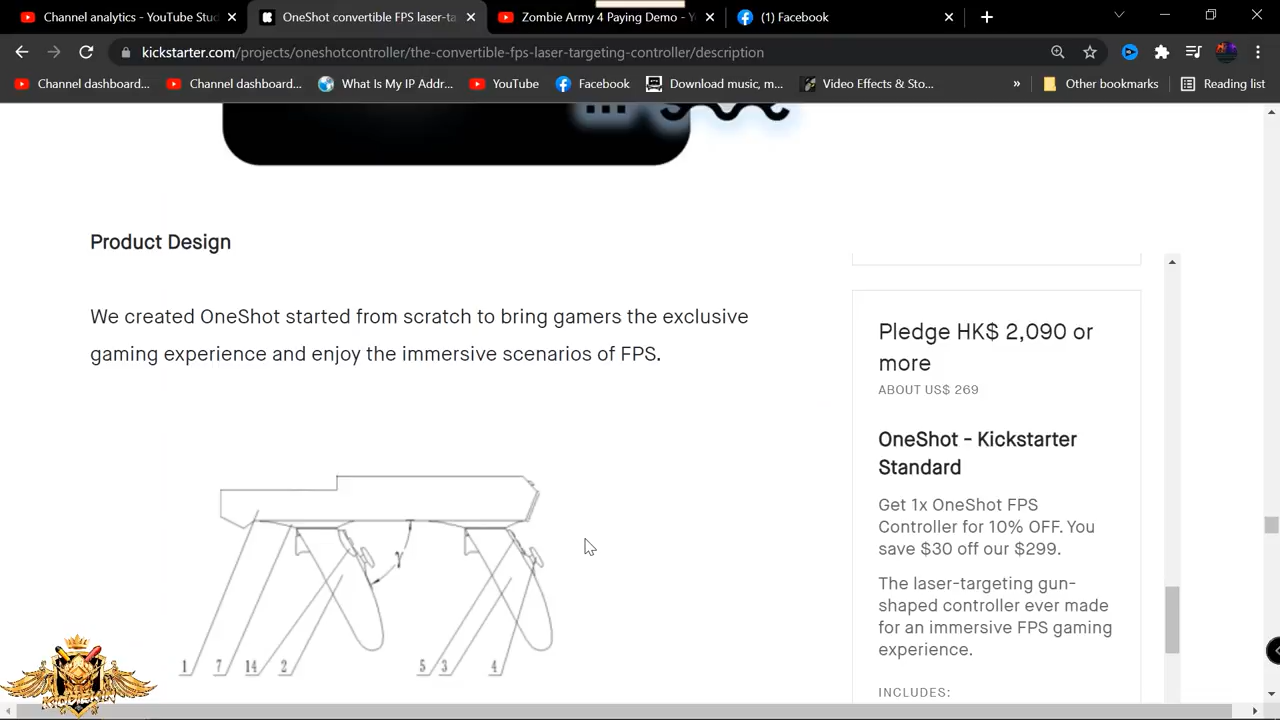 Channel analytics - YouTube Stu
OneShot convertible FPS laser-ta
Zombie Army 4 Paying Demo - Y
(1) Facebook
kickstarter.com/projects/oneshotcontroller/the-convertible-fps-laser-targeting-controller/description
Channel dashboard...
Channel dashboard...
What Is My IP Addr...
YouTube
Facebook
Download music, m...
Video Effects & Sto...
»
Other bookmarks
Reading list
Product Design
We created OneShot started from scratch to bring gamers the exclusive
gaming experience and enjoy the immersive scenarios of FPS.
1 7 14 2 5 3 4
Pledge HK$ 2,090 or
more
ABOUT US$ 269
OneShot - Kickstarter
Standard
Get 1x OneShot FPS
Controller for 10% OFF. You
save $30 off our $299.
The laser-targeting gun-
shaped controller ever made
for an immersive FPS gaming
experience.
INCLUDES: